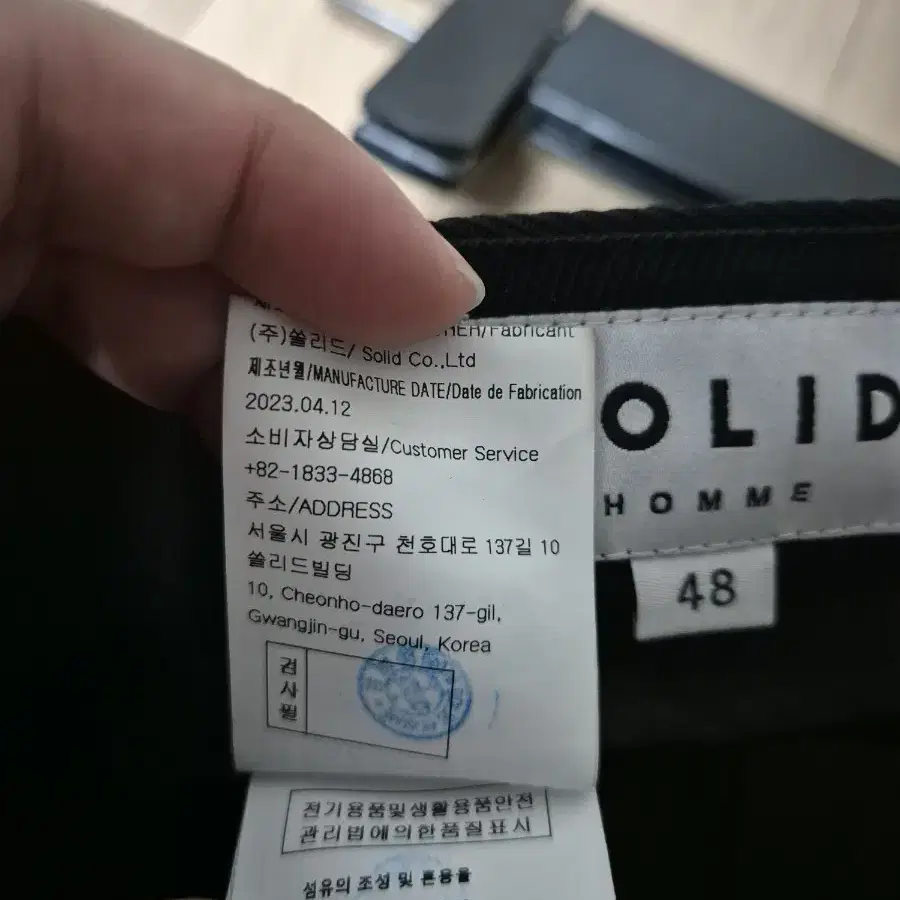 HER/Fabricant
(주)쏠리드/ Solid Co.,Ltd
제조년월/MANUFACTURE DATE/Date de Fabrication
2023.04.12
소비자상담실/Customer Service
+82-1833-4868
주소/ADDRESS
서울시 광진구 천호대로 137길 10
쏠리드빌딩
10, Cheonho-daero 137-gil,
Gwangjin-gu, Seoul, Korea
검사필
전기용품및생활용품안전
관리법에의한품질표시
섬유의 조성 및 혼용율
OLID
HOMME
48